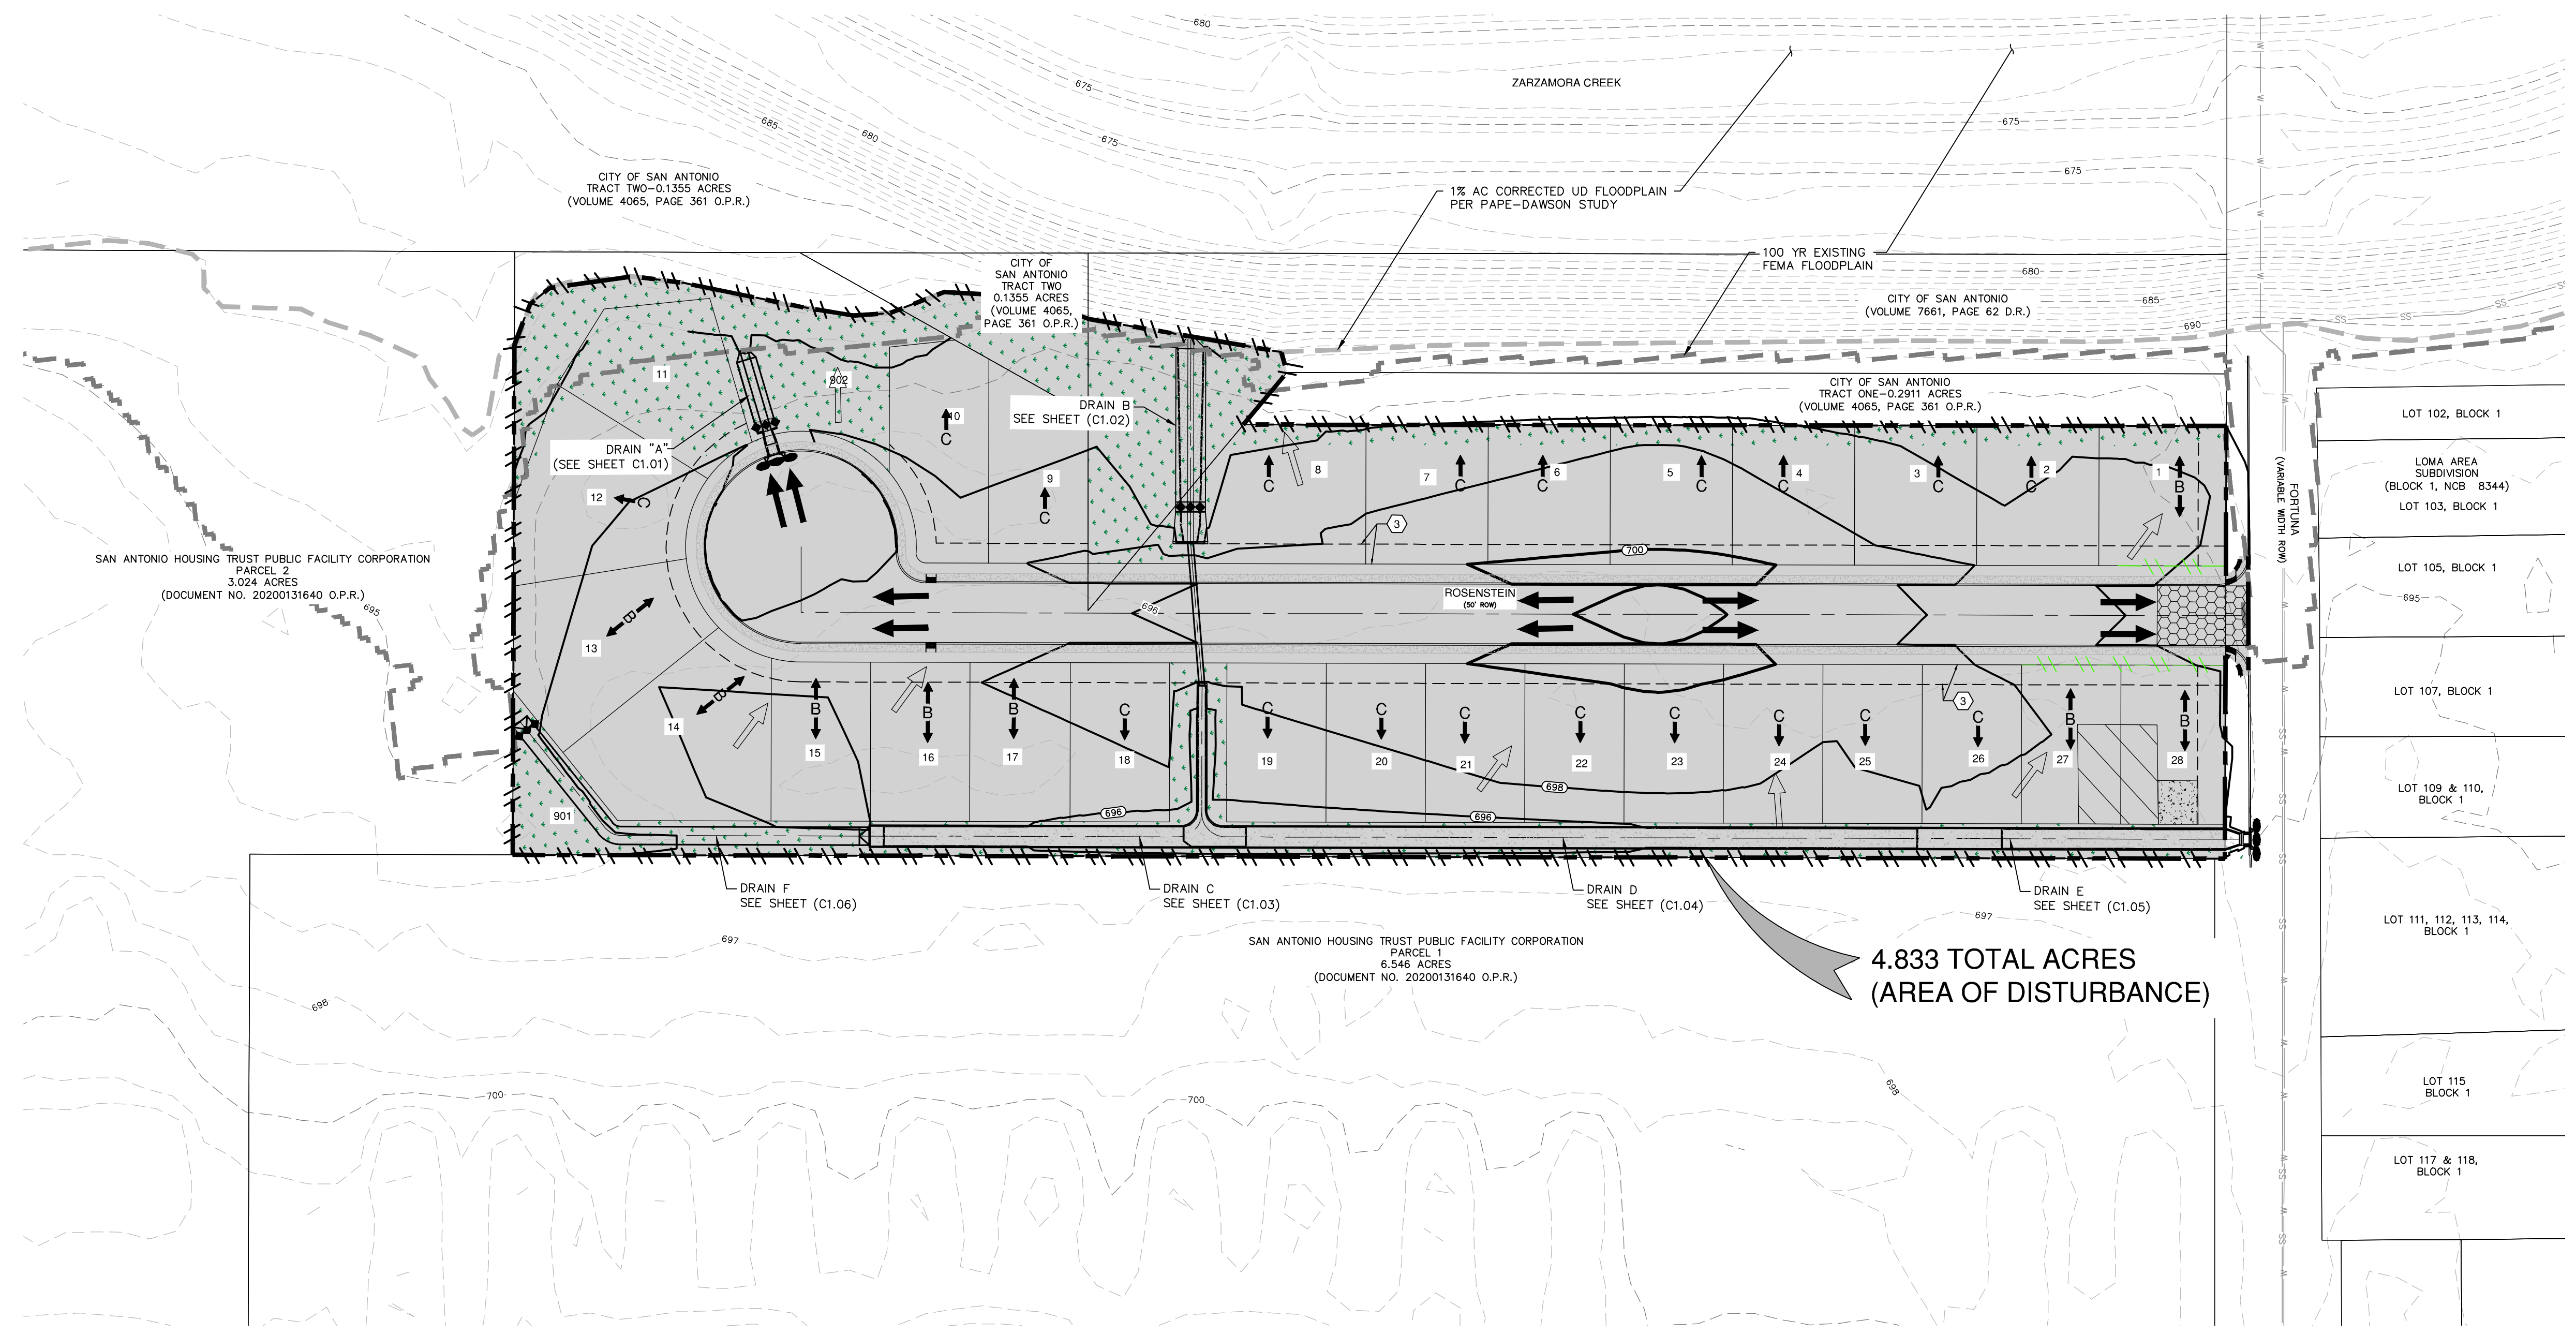 680
ZARZAMORA CREEK
675
685
680
675
675
675
CITY OF SAN ANTONIO
TRACT TWO-0.1355 ACRES
(VOLUME 4065, PAGE 361 O.P.R.)
1% AC CORRECTED UD FLOODPLAIN
PER PAPE-DAWSON STUDY
100 YR EXISTING
FEMA FLOODPLAIN
CITY OF
SAN ANTONIO
TRACT TWO
0.1355 ACRES
(VOLUME 4065,
PAGE 361 O.P.R.)
680
685
690
CITY OF SAN ANTONIO
(VOLUME 7661, PAGE 62 D.R.)
SS
SS
SS
SS
CITY OF SAN ANTONIO
TRACT ONE-0.2911 ACRES
(VOLUME 4065, PAGE 361 O.P.R.)
11
902
10
C
DRAIN B
SEE SHEET (C1.02)
DRAIN "A"
(SEE SHEET C1.01)
12
C
9
C
8
C
7
C
6
C
5
C
4
C
3
C
2
C
1
B
3
700
FORTUNA
(VARIABLE WIDTH ROW)
LOT 102, BLOCK 1
LOMA AREA
SUBDIVISION
(BLOCK 1, NCB 8344)
LOT 103, BLOCK 1
LOT 105, BLOCK 1
695
LOT 107, BLOCK 1
LOT 109 & 110,
BLOCK 1
LOT 111, 112, 113, 114,
BLOCK 1
LOT 115
BLOCK 1
LOT 117 & 118,
BLOCK 1
SAN ANTONIO HOUSING TRUST PUBLIC FACILITY CORPORATION
PARCEL 2
3.024 ACRES
(DOCUMENT NO. 20200131640 O.P.R.)
695
696
ROSENSTEIN
(50' ROW)
B
13
B
14
B
15
B
16
B
17
C
18
C
19
C
20
C
21
C
22
C
23
C
24
C
25
C
26
B
27
B
28
3
698
696
696
901
DRAIN F
SEE SHEET (C1.06)
DRAIN C
SEE SHEET (C1.03)
DRAIN D
SEE SHEET (C1.04)
DRAIN E
SEE SHEET (C1.05)
697
697
SAN ANTONIO HOUSING TRUST PUBLIC FACILITY CORPORATION
PARCEL 1
6.546 ACRES
(DOCUMENT NO. 20200131640 O.P.R.)
4.833 TOTAL ACRES
(AREA OF DISTURBANCE)
698
698
700
700